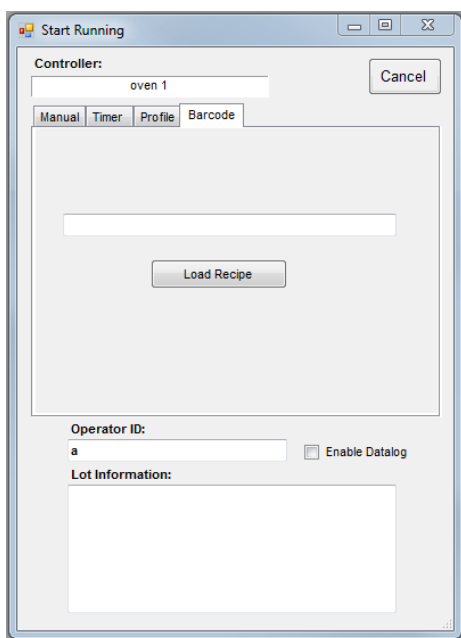 Start Running
Controller:
oven 1
Cancel
Manual Timer Profile Barcode
Load Recipe
Operator ID:
a
Enable Datalog
Lot Information: